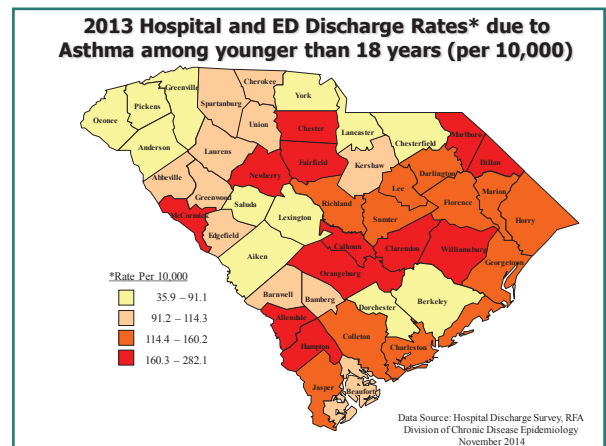 2013 Hospital and ED Discharge Rates* due to
Asthma among younger than 18 years (per 10,000)
Cherokee
Greenville
York
Spartanburg
Pickens
Oconee
Union
Chester
Lancaster
Chesterfield
Marlboro
Anderson
Laurens
Dillon
Fairfield
Kershaw
Darlington
Abbeville
Newberry
Lee
Marion
Greenwood
Florence
Saluda
Richland
Horry
McCormick
Lexington
Sumter
Edgefield
Calhoun
Clarendon
Williamsburg
Aiken
Georgetown
Orangeburg
*Rate Per 10,000
Barnwell
Bamberg
Berkeley
35.9 – 91.1
Dorchester
91.2 – 114.3
Allendale
114.4 – 160.2
Colleton
Charleston
Hampton
160.3 – 282.1
Jasper
Beaufort
Data Source: Hospital Discharge Survey, RFA
Division of Chronic Disease Epidemiology
November 2014